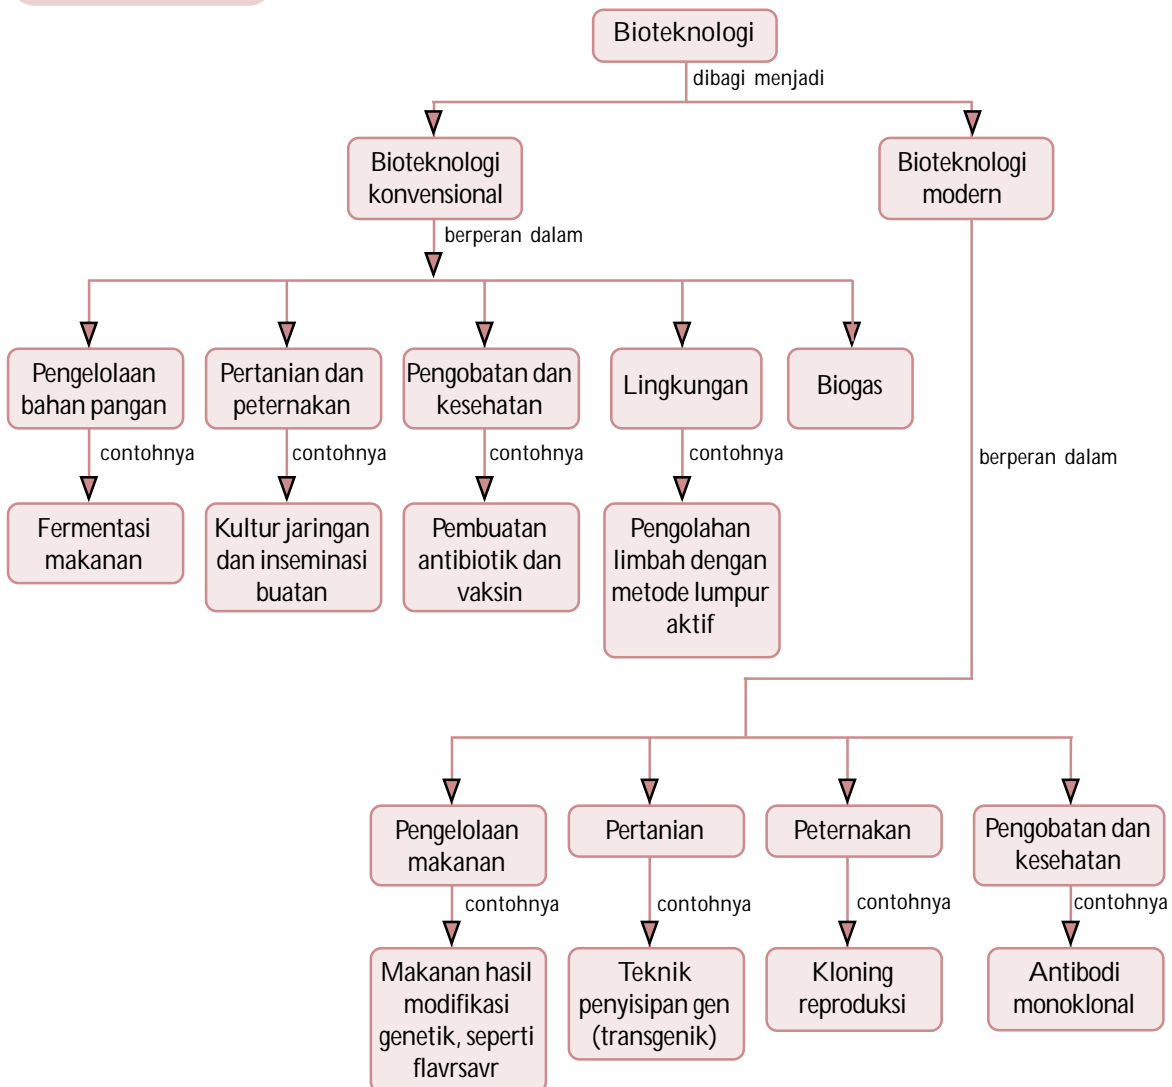 Bioteknologi
dibagi menjadi
Bioteknologi
konvensional
Bioteknologi
modern
berperan dalam
Pengelolaan
bahan pangan
Pertanian dan
peternakan
Pengobatan dan
kesehatan
Lingkungan
Biogas
contohnya
contohnya
contohnya
contohnya
berperan dalam
Fermentasi
makanan
Kultur jaringan
dan inseminasi
buatan
Pembuatan
antibiotik dan
vaksin
Pengolahan
limbah dengan
metode lumpur
aktif
Pengelolaan
makanan
Pertanian
Peternakan
Pengobatan dan
kesehatan
contohnya
contohnya
contohnya
contohnya
Makanan hasil
modifikasi
genetik, seperti
flavrsavr
Teknik
penyisipan gen
(transgenik)
Kloning
reproduksi
Antibodi
monoklonal